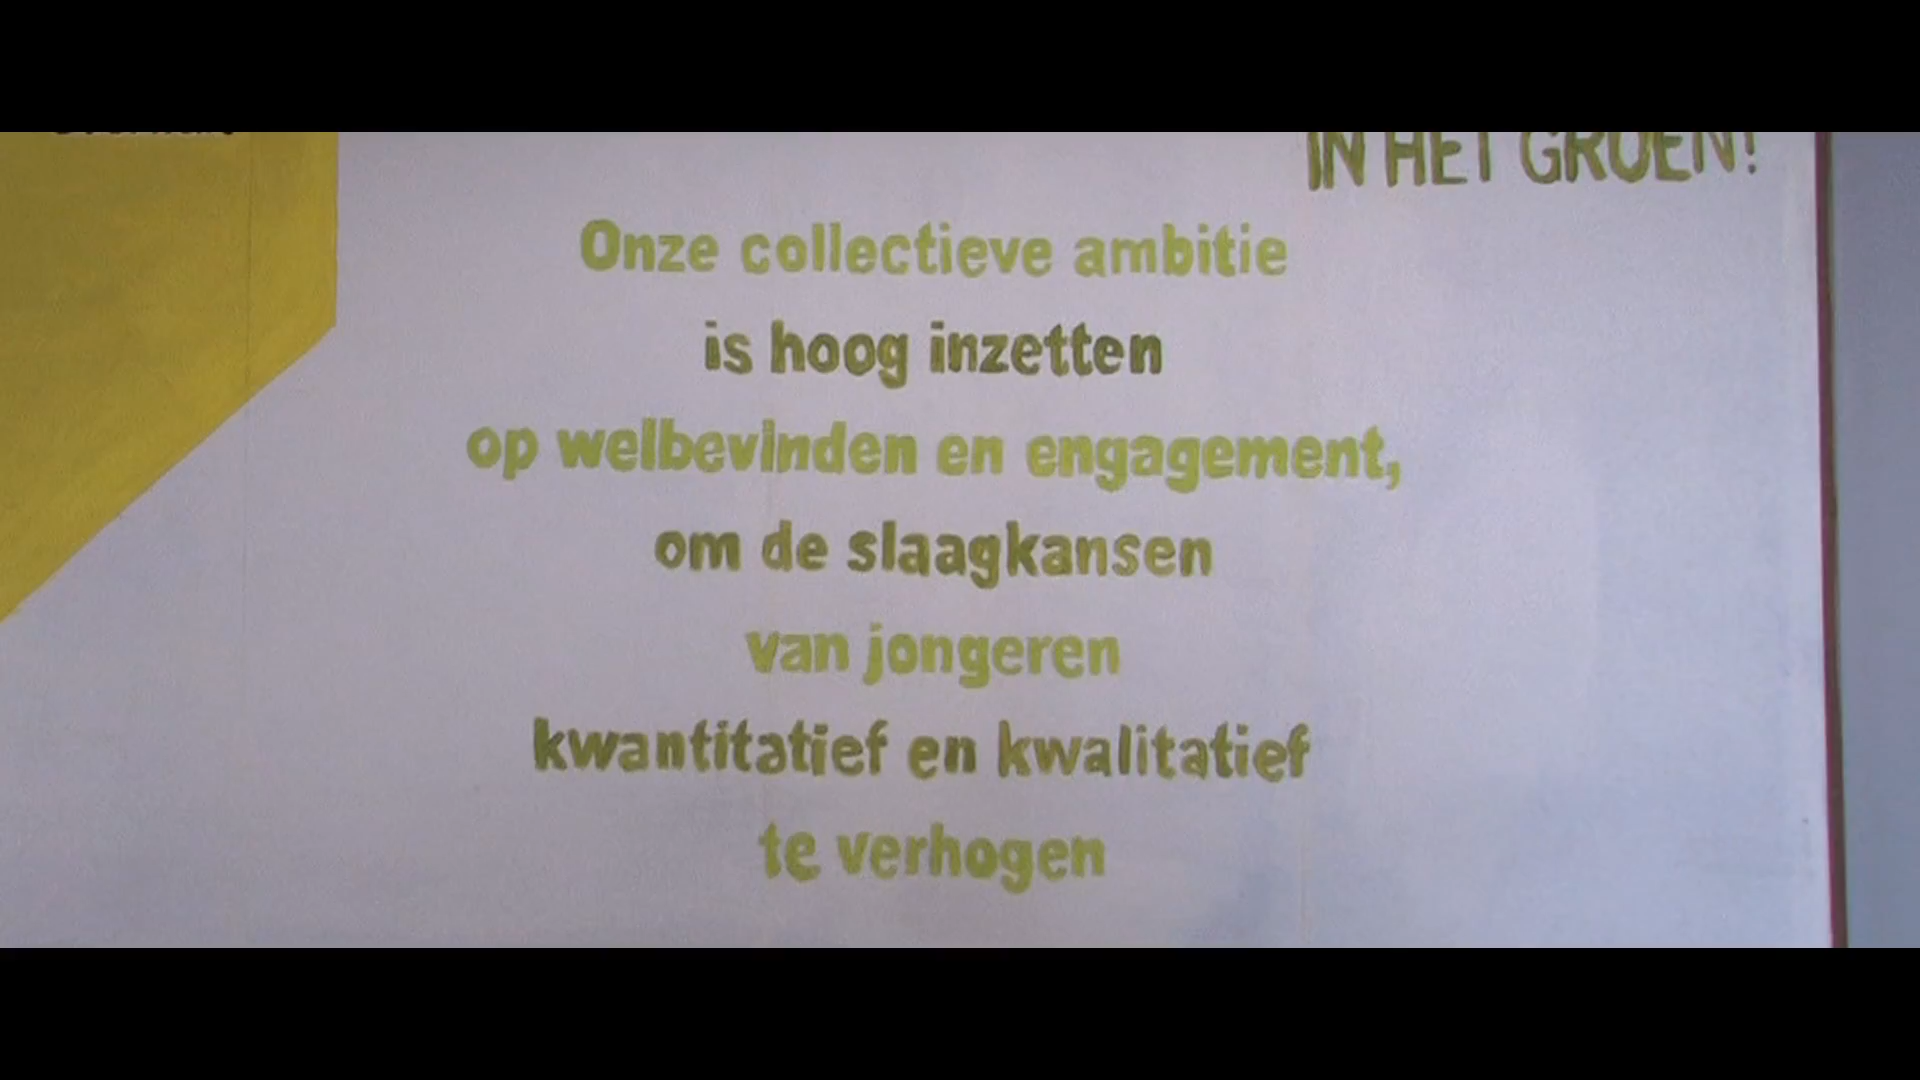 IN HET GROEN!
Onze collectieve ambitie
is hoog inzetten
op welbevinden en engagement,
om de slaagkansen
van jongeren
kwantitatief en kwalitatief
te verhogen